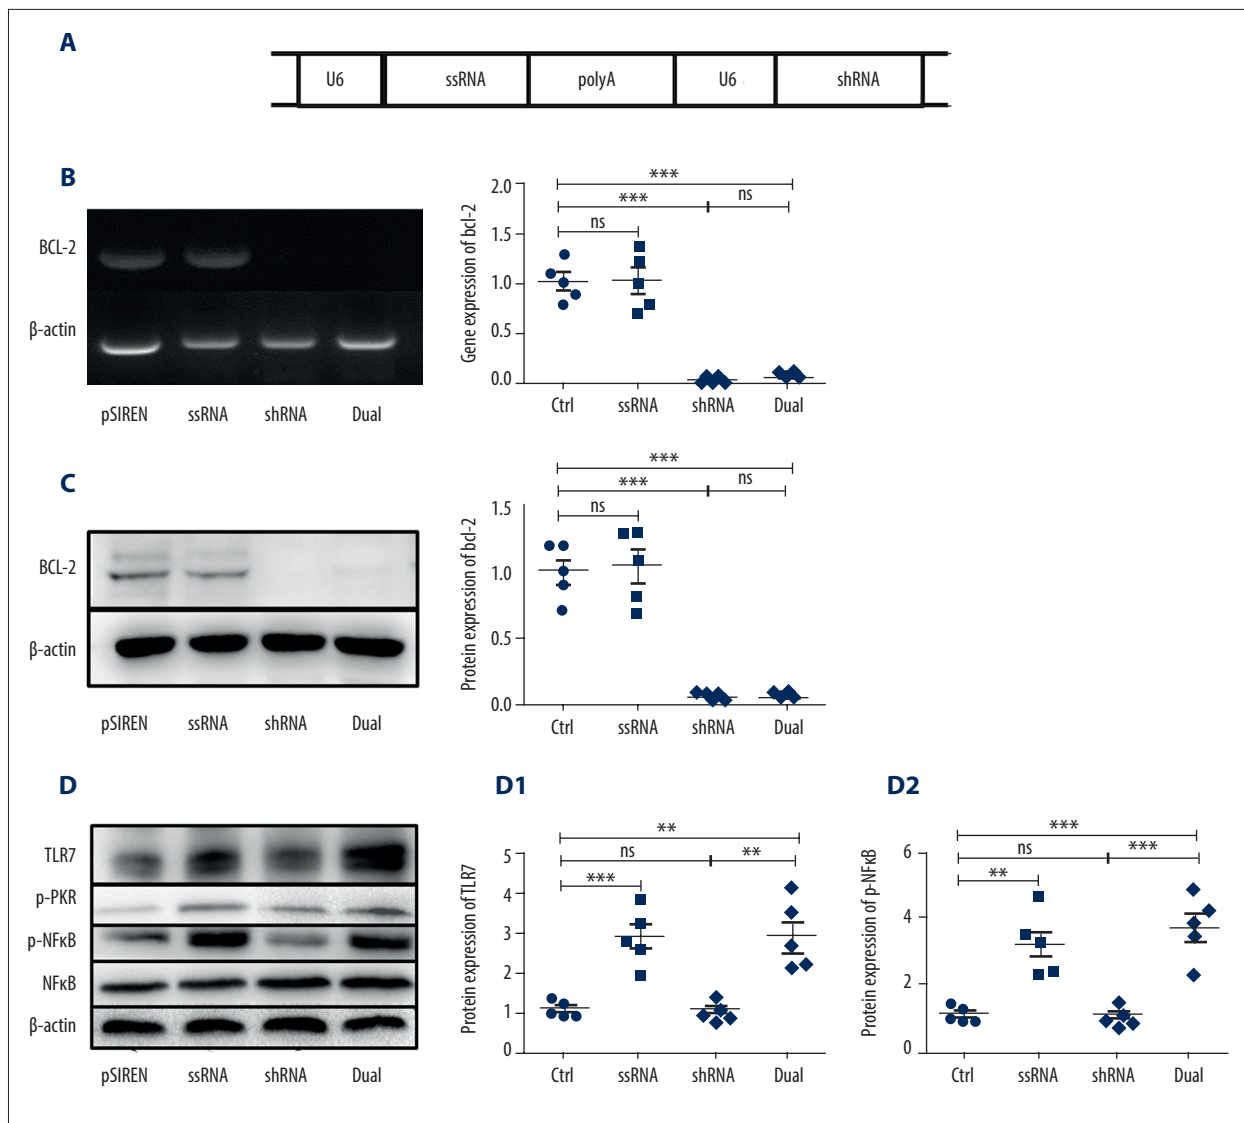 A
U6 ssRNA polyA U6 shRNA
B
BCL-2
β-actin
pSIREN ssRNA shRNA Dual
Gene expression of bcl-2
***
*** ns
ns
2.0
1.5
1.0
0.5
0.0
Ctrl ssRNA shRNA Dual
C
BCL-2
β-actin
pSIREN ssRNA shRNA Dual
Protein expression of bcl-2
***
*** ns
ns
1.5
1.0
0.5
0.0
Ctrl ssRNA shRNA Dual
D
TLR7
p-PKR
p-NFκB
NFκB
β-actin
pSIREN ssRNA shRNA Dual
D1
Protein expression of TLR7
**
ns **
***
5
4
3
2
1
0
Ctrl ssRNA shRNA Dual
D2
Protein expression of p-NFκB
***
ns ***
**
6
4
2
0
Ctrl ssRNA shRNA Dual